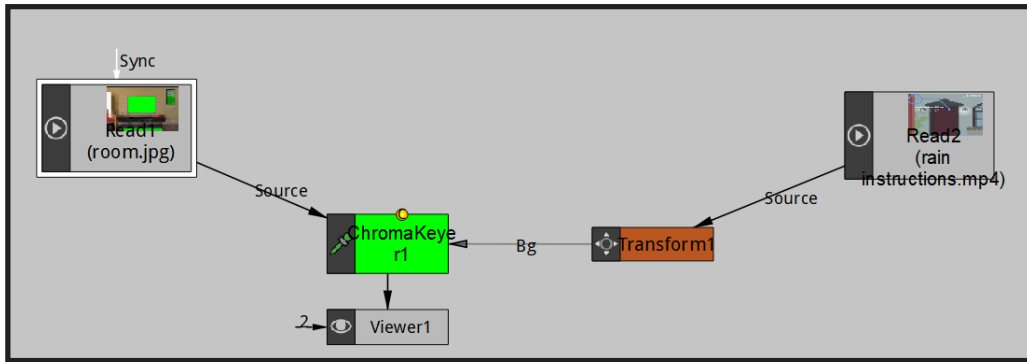 Sync
Read1
(room.jpg)
Read2
(rain
instructions.mp4)
Source
Source
ChromaKeye
r1
Bg
Transform1
2
Viewer1